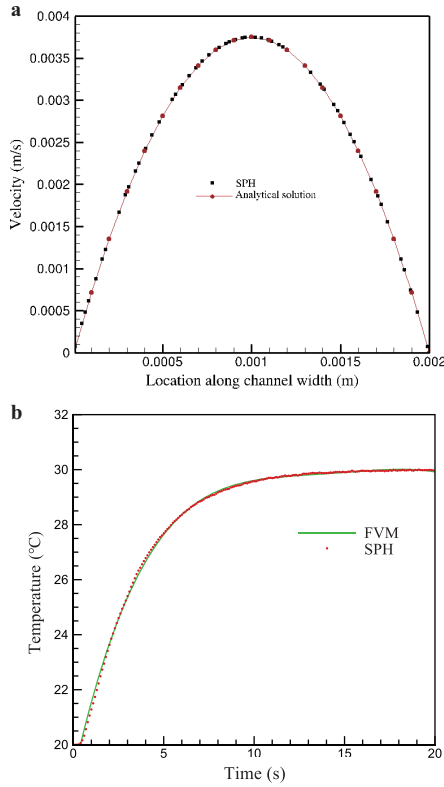 a
0.004
0.0035
0.003
0.0025
0.002
0.0015
0.001
0.0005
0
Velocity (m/s)
SPH
Analytical solution
0.0005
0.001
0.0015
0.002
Location along channel width (m)
b
32
30
28
26
24
22
20
Temperature (°C)
FVM
SPH
0
5
10
15
20
Time (s)